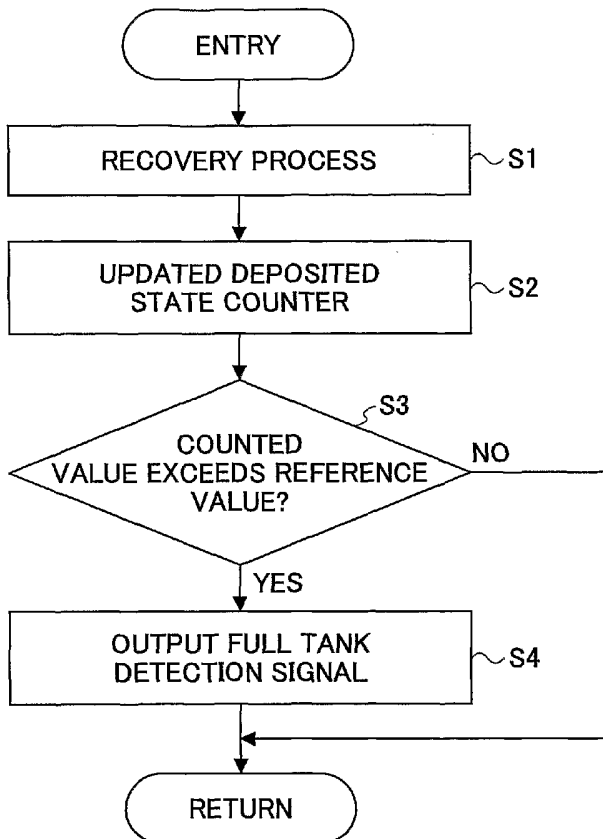 ENTRY
RECOVERY PROCESS
S1
UPDATED DEPOSITED
STATE COUNTER
S2
S3
COUNTED
VALUE EXCEEDS REFERENCE
VALUE?
NO
YES
OUTPUT FULL TANK
DETECTION SIGNAL
S4
RETURN